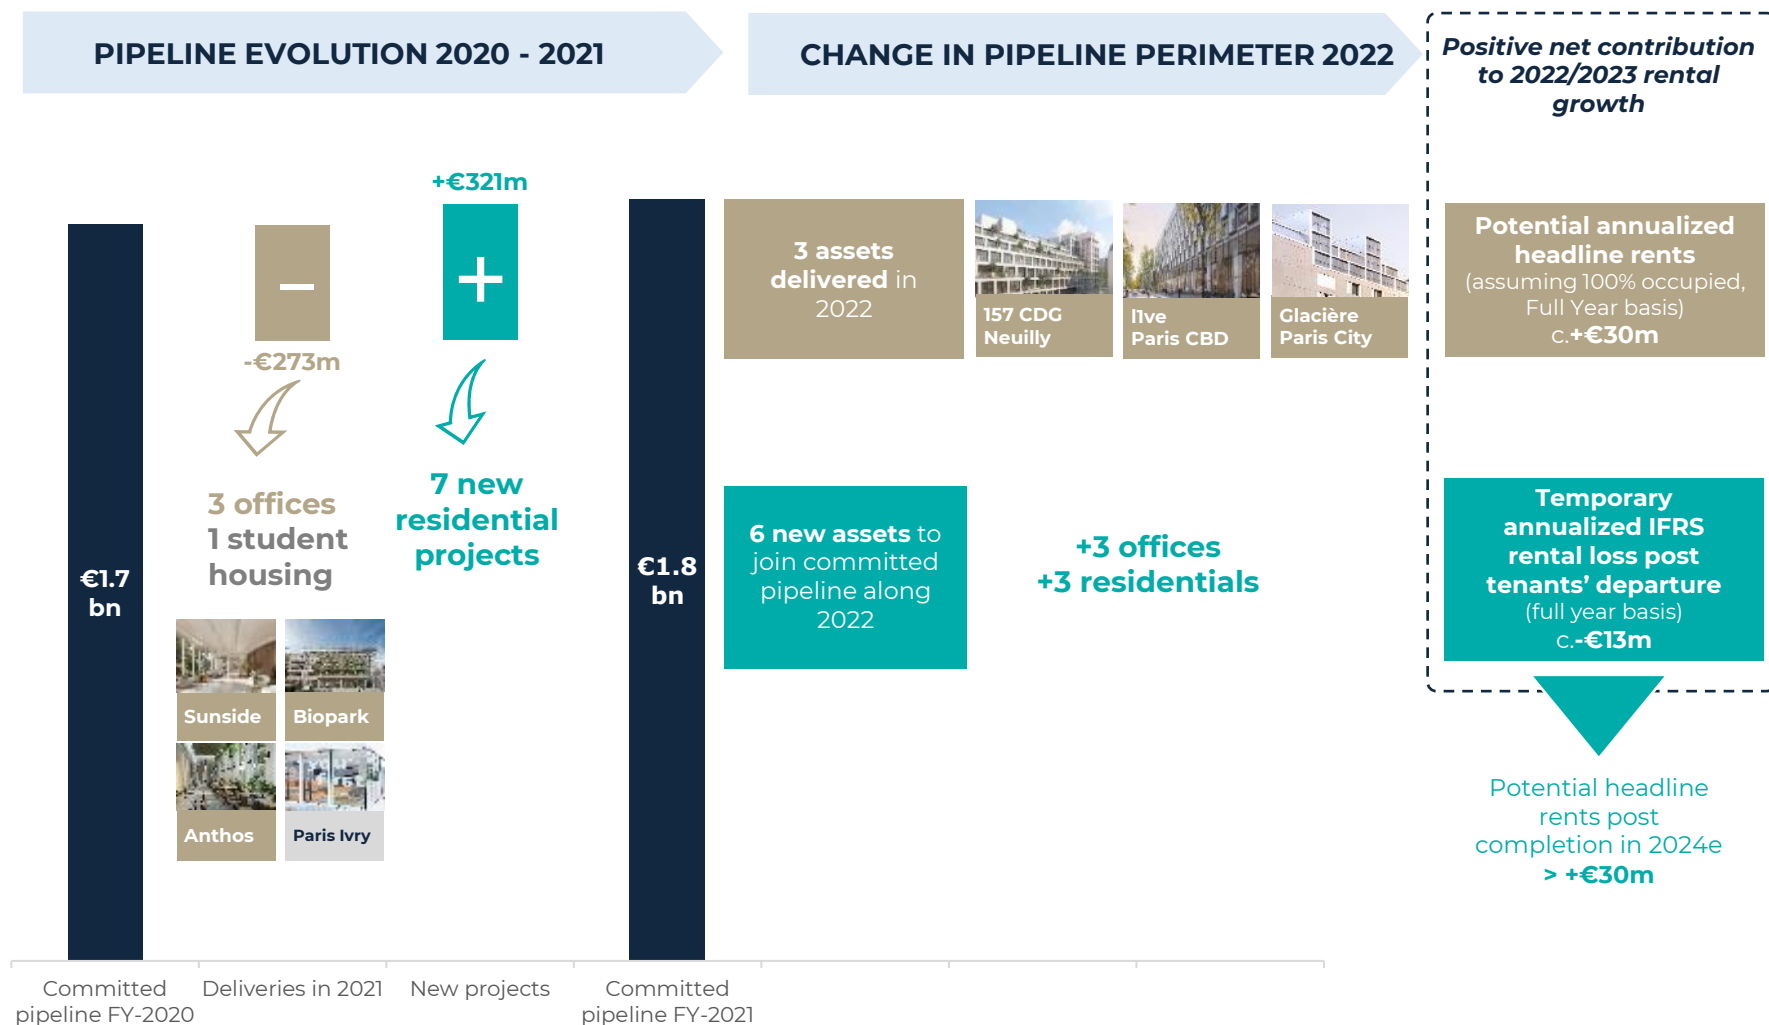 PIPELINE EVOLUTION 2020 - 2021
CHANGE IN PIPELINE PERIMETER 2022
Positive net contribution
to 2022/2023 rental
growth
€1.7
bn
–
-€273m
3 offices
1 student
housing
Sunside
Biopark
Anthos
Paris Ivry
+€321m
+
7 new
residential
projects
€1.8
bn
3 assets
delivered in
2022
157 CDG
Neuilly
l1ve
Paris CBD
Glacière
Paris City
Potential annualized
headline rents
(assuming 100% occupied,
Full Year basis)
c.+€30m
6 new assets to
join committed
pipeline along
2022
+3 offices
+3 residentials
Temporary
annualized IFRS
rental loss post
tenants’ departure
(full year basis)
c.-€13m
Potential headline
rents post
completion in 2024e
> +€30m
Committed
pipeline FY-2020
Deliveries in 2021
New projects
Committed
pipeline FY-2021